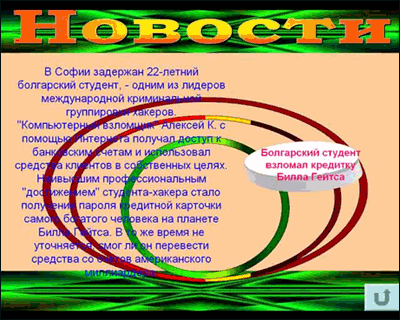 Новости
В Софии задержан 22-летний
болгарский студент, - одним из лидеров
международной криминальной
группировки хакеров.
"Компьютерный взломщик" Алексей К. с
помощью Интернета получал доступ к
банковским счетам и использовал
средства клиентов в собственных целях.
Наивысшим профессиональным
"достижением" студента-хакера стало
получение пароля кредитной карточки
самого богатого человека на планете
Билла Гейтса. В то же время не
уточняется, смог ли он перевести
средства со счетов американского
миллиардера.
Болгарский студент
взломал кредитку
Билла Гейтса